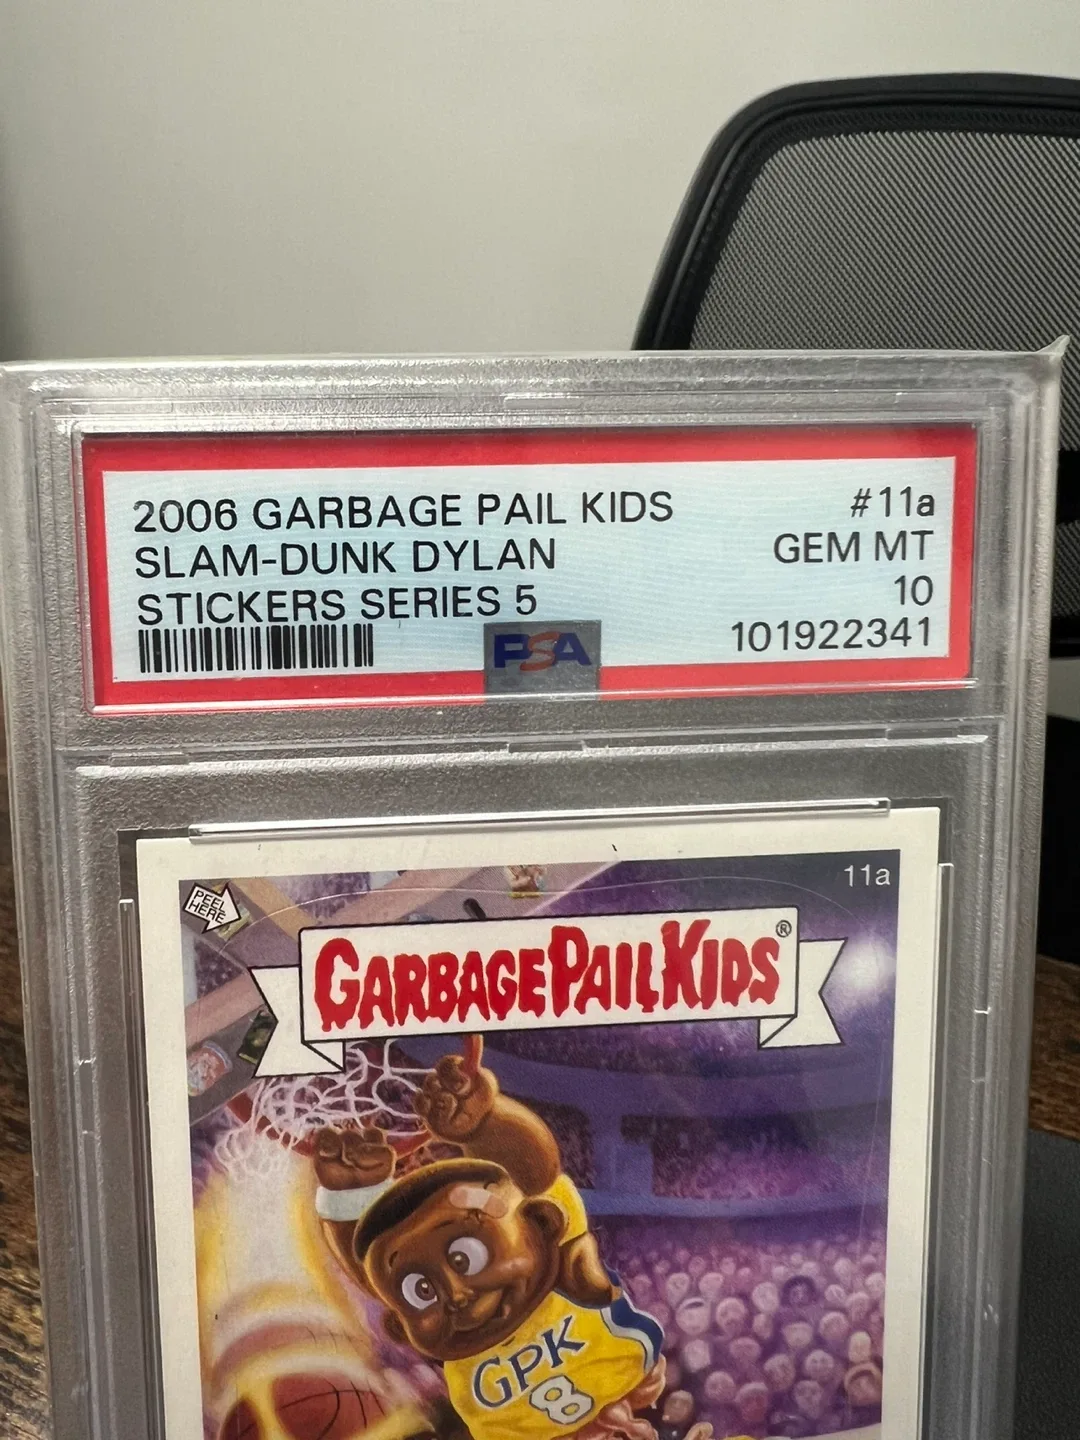 2006 GARBAGE PAIL KIDS #11a
SLAM-DUNK DYLAN GEM MT
STICKERS SERIES 5 10
PSA 101922341
11a
PEEL
HERE
GARBAGE PAIL KIDS®
GPK
8